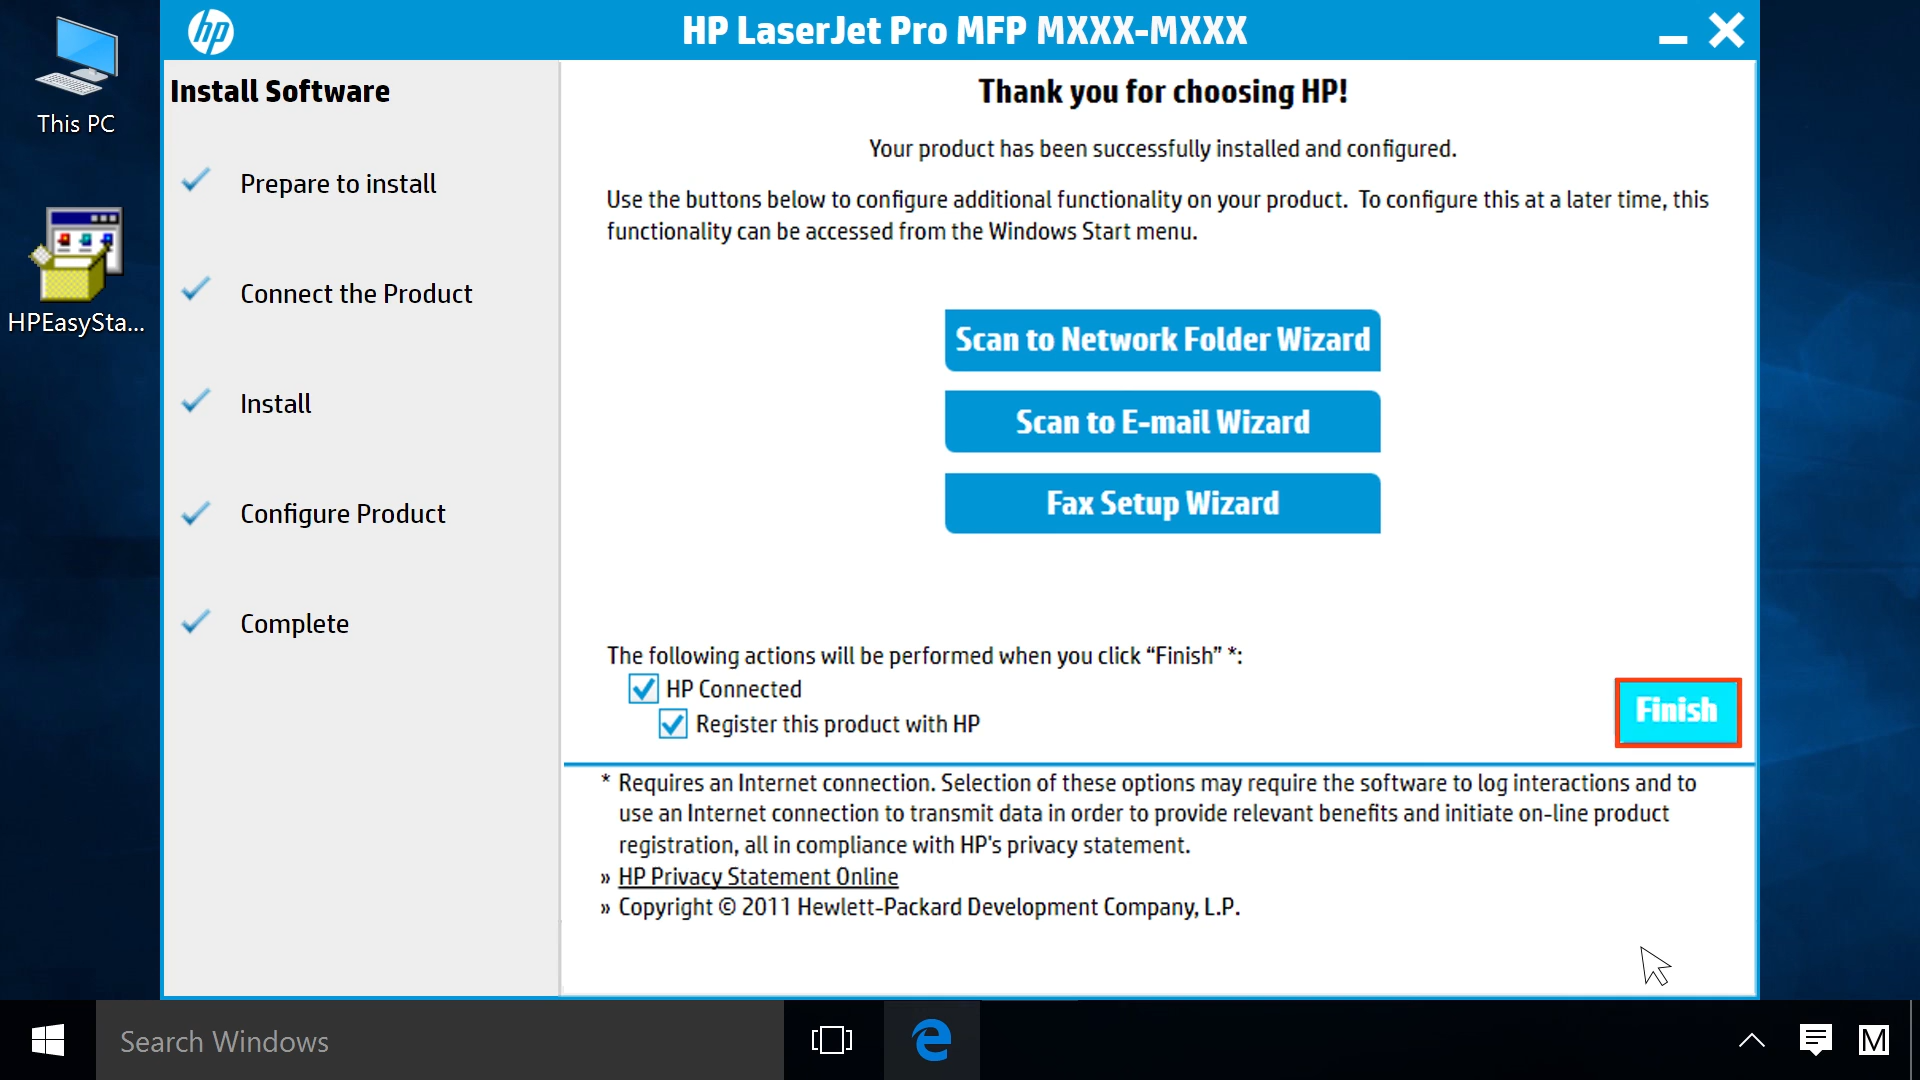 hp
HP LaserJet Pro MFP MXXX-MXXX
This PC
HPEasySta...
Install Software
Prepare to install
Connect the Product
Install
Configure Product
Complete
Thank you for choosing HP!
Your product has been successfully installed and configured.
Use the buttons below to configure additional functionality on your product. To configure this at a later time, this
functionality can be accessed from the Windows Start menu.
Scan to Network Folder Wizard
Scan to E-mail Wizard
Fax Setup Wizard
The following actions will be performed when you click “Finish” *:
HP Connected
Register this product with HP
Finish
* Requires an Internet connection. Selection of these options may require the software to log interactions and to
use an Internet connection to transmit data in order to provide relevant benefits and initiate on-line product
registration, all in compliance with HP's privacy statement.
» HP Privacy Statement Online
» Copyright © 2011 Hewlett-Packard Development Company, L.P.
Search Windows
M